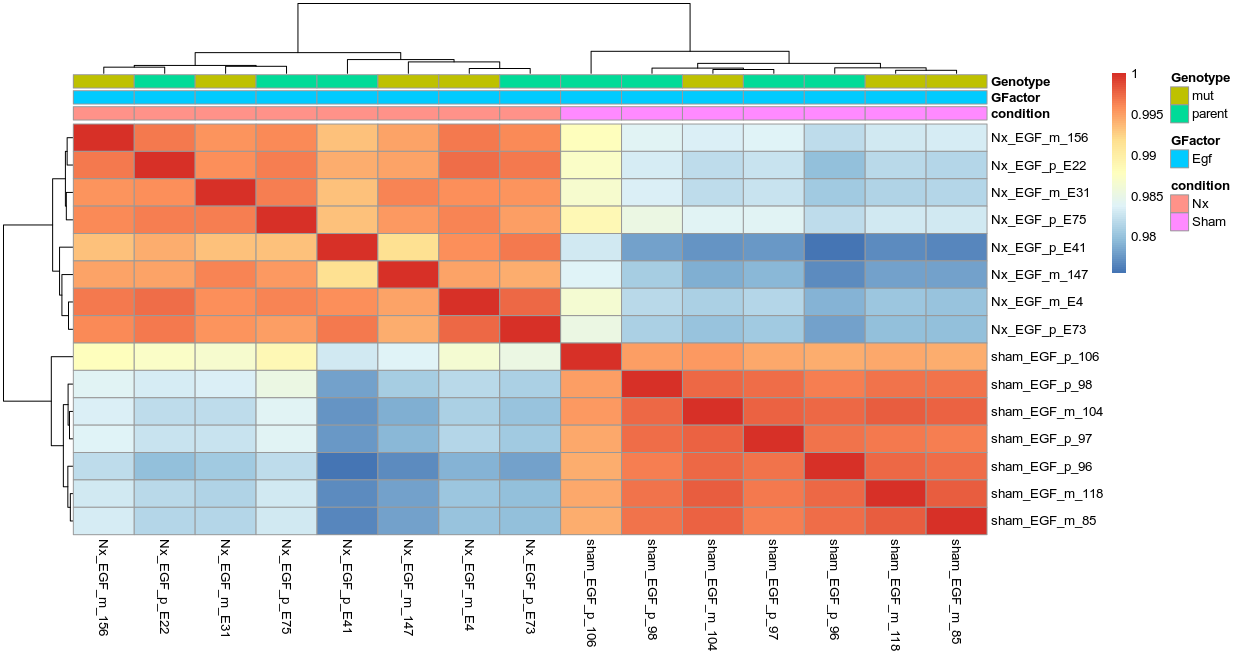 Genotype
GFactor
condition
Nx_EGF_m_156
Nx_EGF_p_E22
Nx_EGF_m_E31
Nx_EGF_p_E75
Nx_EGF_p_E41
Nx_EGF_m_147
Nx_EGF_m_E4
Nx_EGF_p_E73
sham_EGF_p_106
sham_EGF_p_98
sham_EGF_m_104
sham_EGF_p_97
sham_EGF_p_96
sham_EGF_m_118
sham_EGF_m_85
Nx_EGF_m_156
Nx_EGF_p_E22
Nx_EGF_m_E31
Nx_EGF_p_E75
Nx_EGF_p_E41
Nx_EGF_m_147
Nx_EGF_m_E4
Nx_EGF_p_E73
sham_EGF_p_106
sham_EGF_p_98
sham_EGF_m_104
sham_EGF_p_97
sham_EGF_p_96
sham_EGF_m_118
sham_EGF_m_85
1
0.995
0.99
0.985
0.98
Genotype
mut
parent
GFactor
Egf
condition
Nx
Sham